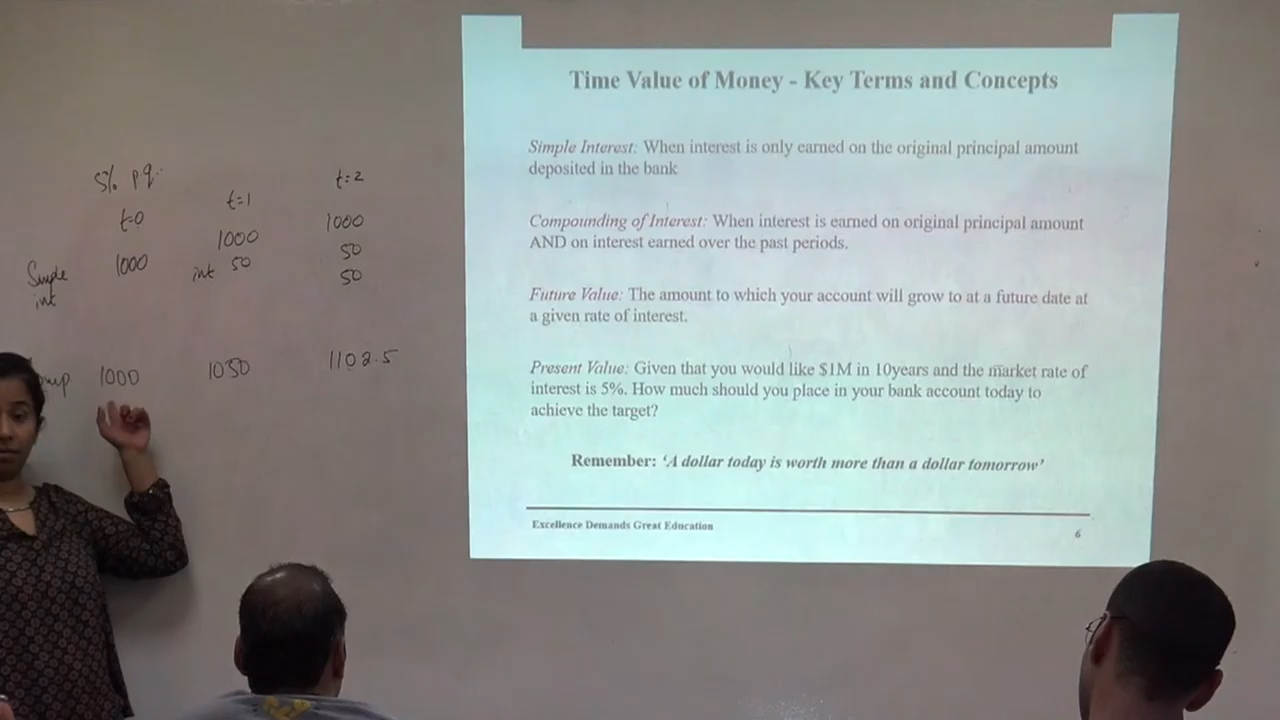 5% pq.
t=0
t=1
t=2
1000
1000
1000
Simple
int
int 50
50
50
1000
1050
1102.5
Time Value of Money - Key Terms and Concepts
Simple Interest: When interest is only earned on the original principal amount
deposited in the bank
Compounding of Interest: When interest is earned on original principal amount
AND on interest earned over the past periods.
Future Value: The amount to which your account will grow to at a future date at
a given rate of interest.
Present Value: Given that you would like $1M in 10years and the market rate of
interest is 5%. How much should you place in your bank account today to
achieve the target?
Remember: ‘A dollar today is worth more than a dollar tomorrow’
Excellence Demands Great Education
6